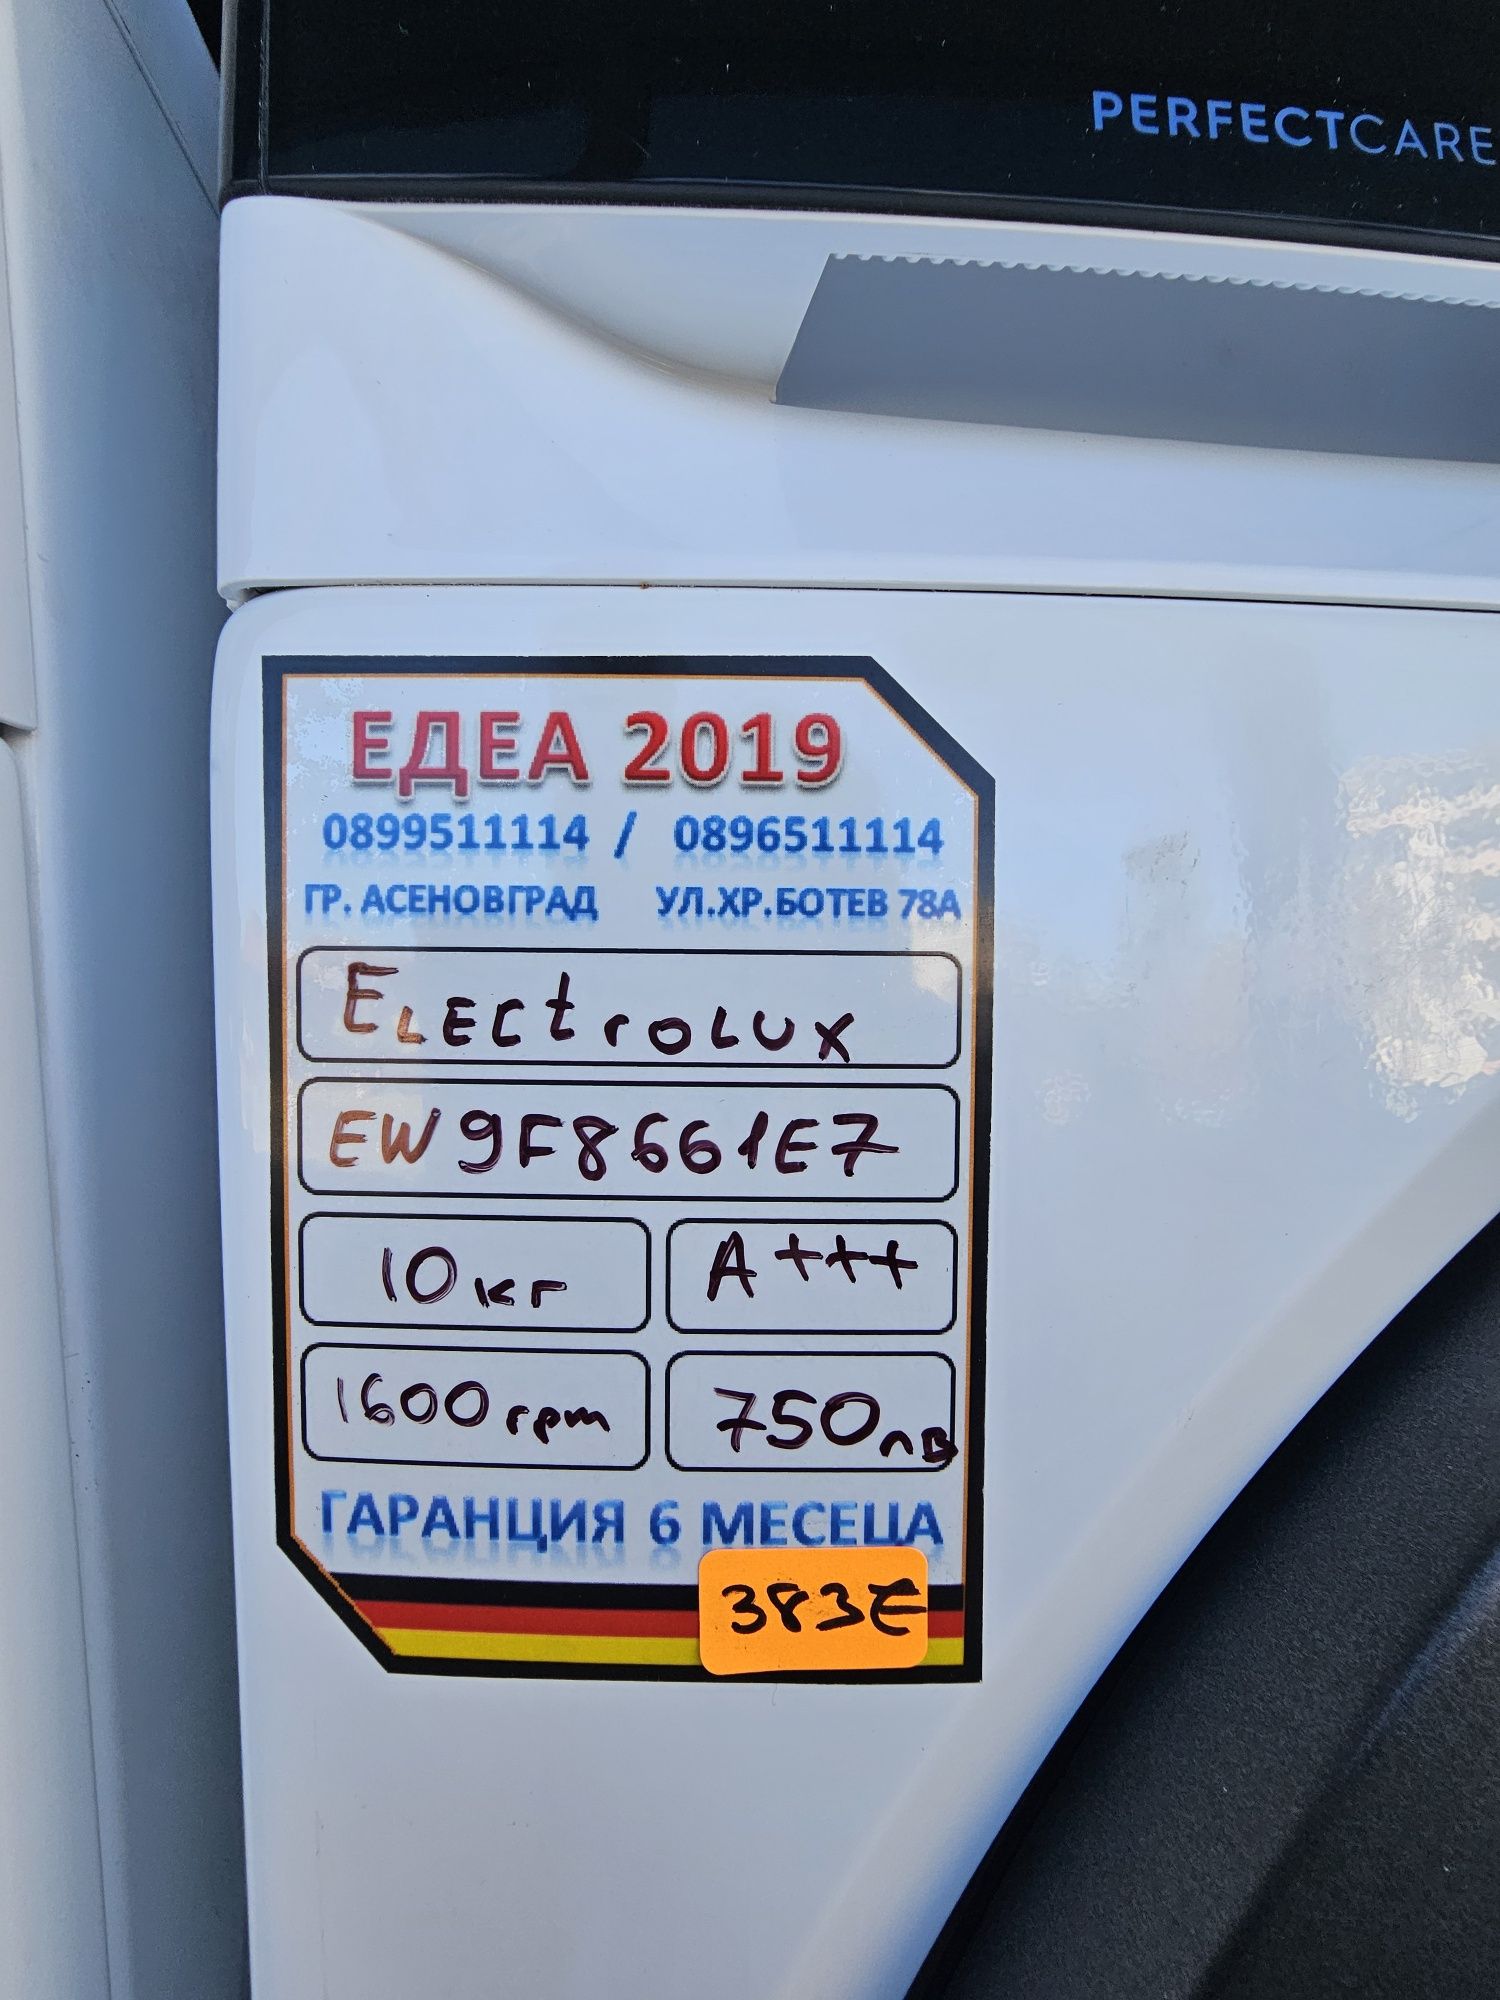 PERFECTCARE
ЕДЕА 2019
0899511114 / 0896511114
ГР. АСЕНОВГРАД УЛ.ХР.БОТЕВ 78А
ELECtroLUX
EW9F8661E7
10кг A+++
1600rpm 750лв
ГАРАНЦИЯ 6 МЕСЕЦА
383€